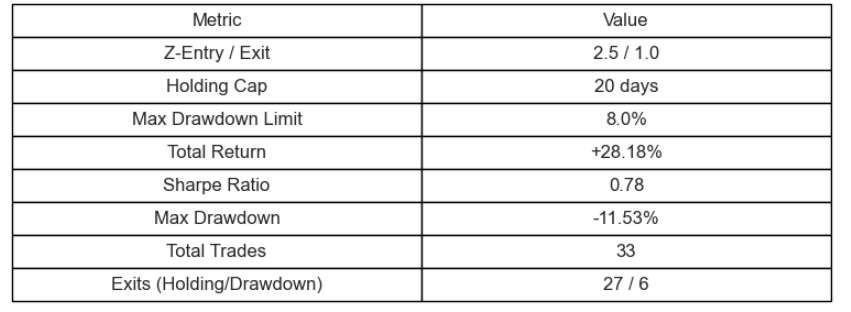 Metric Value
Z-Entry / Exit 2.5 / 1.0
Holding Cap 20 days
Max Drawdown Limit 8.0%
Total Return +28.18%
Sharpe Ratio 0.78
Max Drawdown -11.53%
Total Trades 33
Exits (Holding/Drawdown) 27 / 6